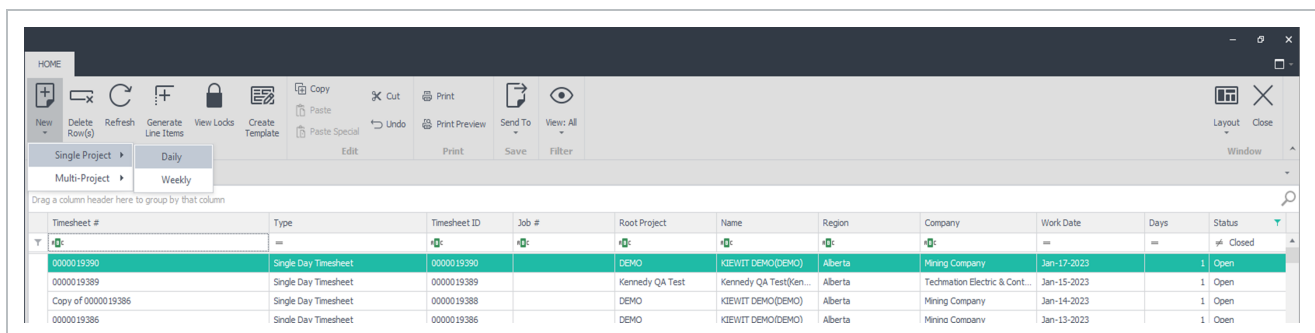 HOME
New
Delete Row(s)
Refresh
Generate Line Items
View Locks
Create Template
Copy
Paste
Paste Special
Cut
Undo
Edit
Print
Print Preview
Print
Send To
Save
View: All
Filter
Layout
Close
Window
Single Project
Multi-Project
Daily
Weekly
Drag a column header here to group by that column
Timesheet # Type Timesheet ID Job # Root Project Name Region Company Work Date Days Status
= = = ≠ Closed
0000019390 Single Day Timesheet 0000019390 DEMO KIEWIT DEMO(DEMO) Alberta Mining Company Jan-17-2023 1 Open
0000019389 Single Day Timesheet 0000019389 Kennedy QA Test Kennedy QA Test(Ken... Alberta Techmation Electric & Cont... Jan-15-2023 1 Open
Copy of 0000019386 Single Day Timesheet 0000019388 DEMO KIEWIT DEMO(DEMO) Alberta Mining Company Jan-14-2023 1 Open
0000019386 Single Day Timesheet 0000019386 DEMO KIEWIT DEMO(DEMO) Alberta Mining Company Jan-13-2023 1 Open